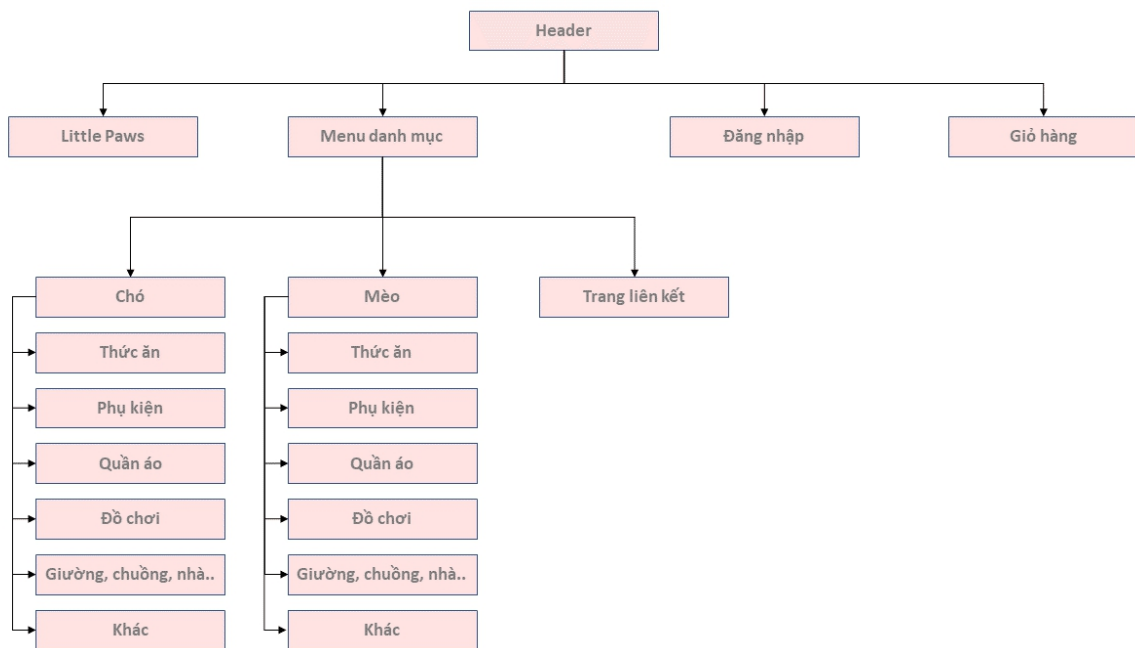 Header
Little Paws
Menu danh mục
Đăng nhập
Giỏ hàng
Chó
Mèo
Trang liên kết
Thức ăn
Thức ăn
Phụ kiện
Phụ kiện
Quần áo
Quần áo
Đồ chơi
Đồ chơi
Giường, chuồng, nhà..
Giường, chuồng, nhà..
Khác
Khác